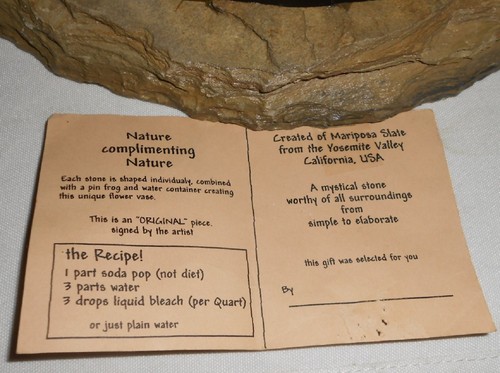 Nature
complimenting
Nature
Each stone is shaped individualy, combined
with a pin frog and water container creating
this unique flower vase.
This is an "ORIGINAL" piece.
signed by the artist
the Recipe!
1 part soda pop (not diet)
3 parts water
3 drops liquid bleach (per Quart)
or just plain water
Created of Mariposa Slate
from the Yosemite Valley
California, USA
A mystical stone
worthy of all surroundings
from
simple to elaborate
this gift was selected for you
By